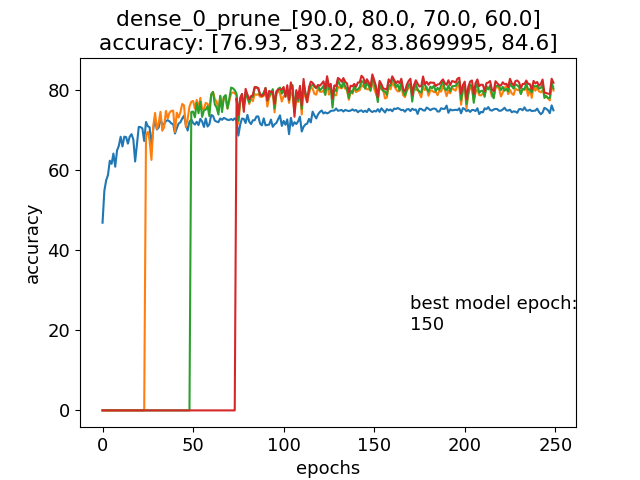 dense_0_prune_[90.0, 80.0, 70.0, 60.0]
accuracy: [76.93, 83.22, 83.869995, 84.6]
80
60
accuracy
40
20
0
best model epoch:
150
0 50 100 150 200 250
epochs